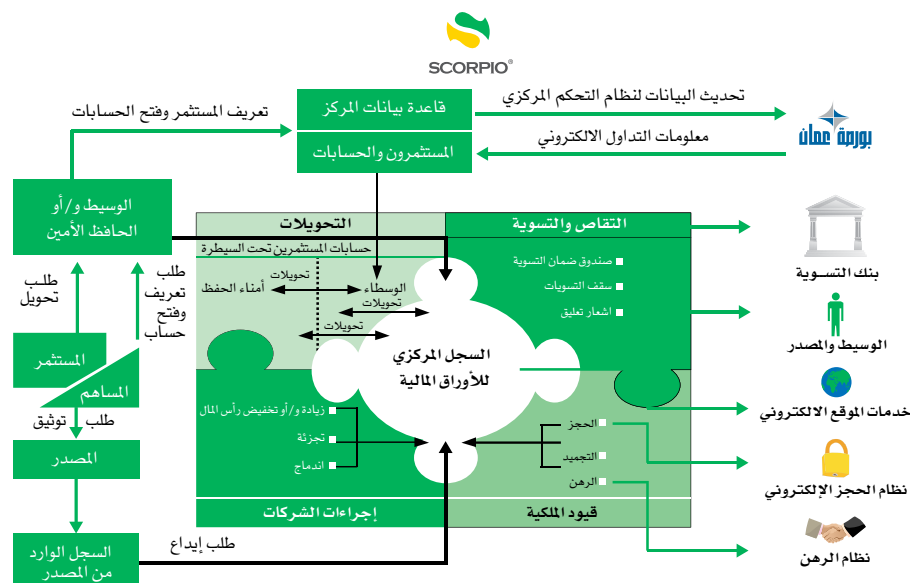 SCORPIO®
قاعدة بيانات المركز
المستثمرون والحسابات
تعريف المستثمر وفتح الحسابات
تحديث البيانات لنظام التحكم المركزي
معلومات التداول الالكتروني
بورصة عمان
الوسيط و/أو
الحافظ الأمين
طلب
تحويل
طلب
تعريف
وفتح
حساب
المستثمر
المساهم
طلب توثيق
المصدر
السجل الوارد
من المصدر
طلب إيداع
التحويلات
حسابات المستثمرين تحت السيطرة
أمناء الحفظ
تحويلات
الوسطاء
تحويلات
تحويلات
التقاص والتسوية
صندوق ضمان التسوية
سقف التسويات
اشعار تعليق
السجل المركزي
للأوراق المالية
زيادة و/أو تخفيض رأس المال
تجزئة
اندماج
إجراءات الشركات
الحجز
التجميد
الرهن
قيود الملكية
بنك التسوية
الوسيط والمصدر
خدمات الموقع الالكتروني
نظام الحجز الإلكتروني
نظام الرهن